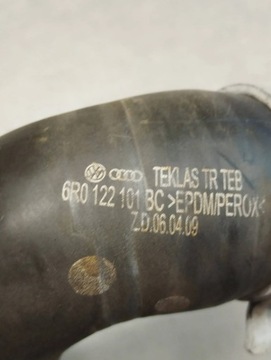 TEKLAS TR TEB
6R0 122 101 BC >EPDM/PEROX<
Z.D.06.04.09